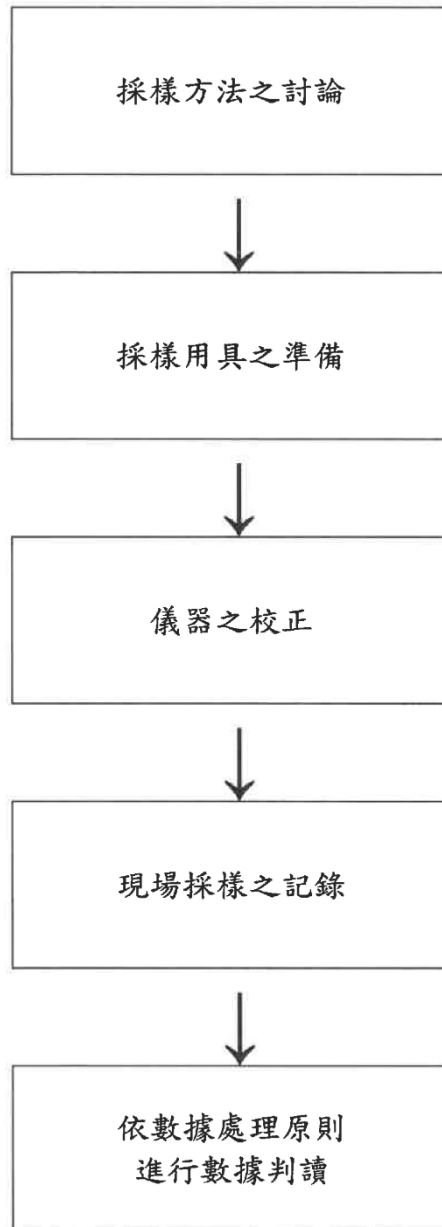 採樣方法之討論
採樣用具之準備
儀器之校正
現場採樣之記錄
依數據處理原則
進行數據判讀